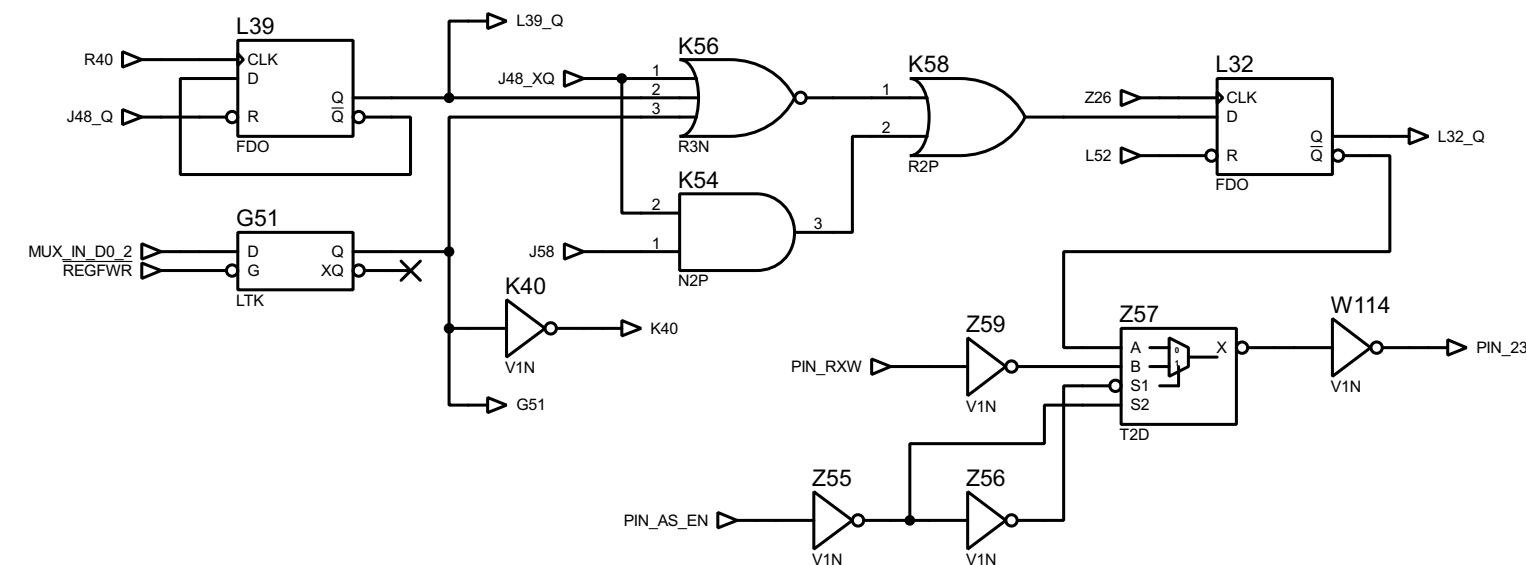 L39
R40
CLK
D
J48_Q
R
Q
Q
FDO
L39_Q
G51
MUX_IN_D0_2
REGFWR
D
G
Q
XQ
LTK
K40
V1N
K40
G51
J48_XQ
K56
1
2
3
R3N
K54
2
1
3
J58
N2P
K58
1
2
R2P
L32
Z26
CLK
D
L52
R
Q
Q
FDO
L32_Q
PIN_RXW
Z59
V1N
Z57
A
B
S1
S2
0
1
X
T2D
W114
V1N
PIN_23
PIN_AS_EN
Z55
V1N
Z56
V1N